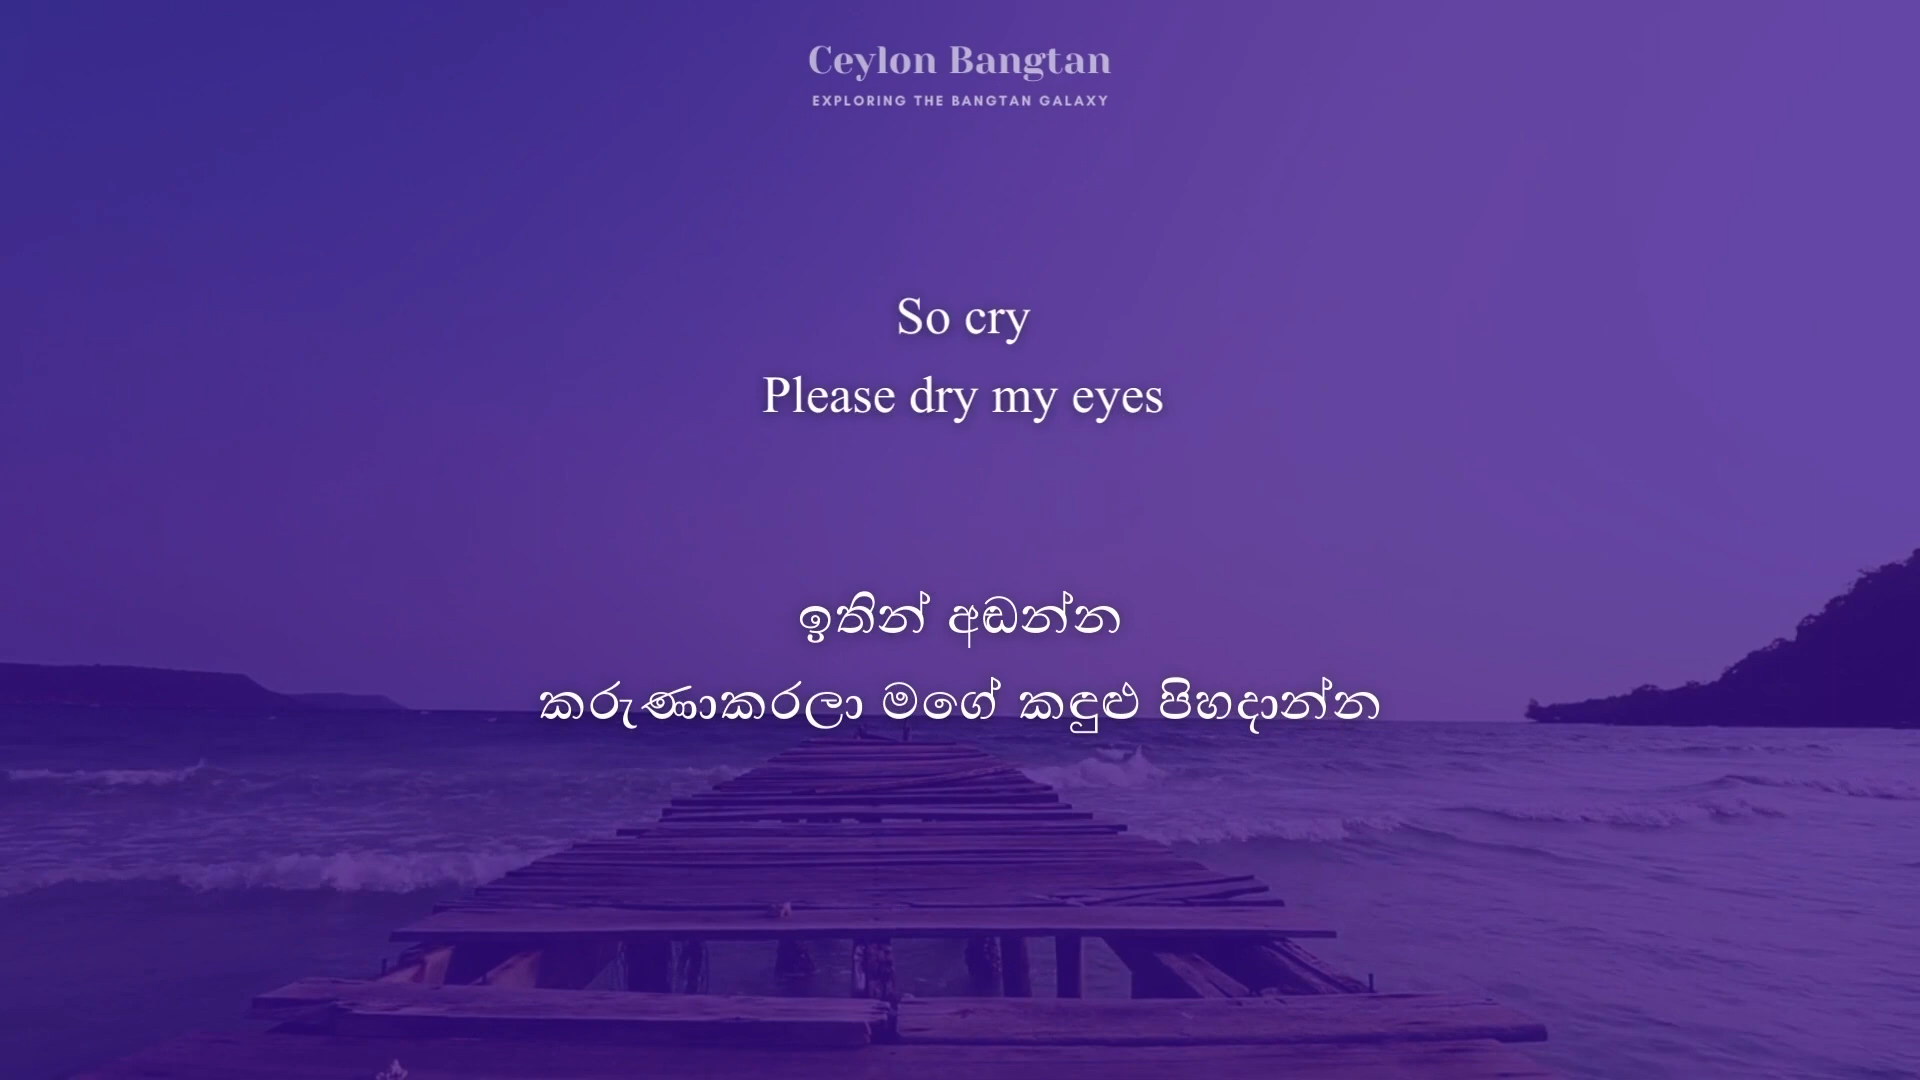 Ceylon Bangtan
EXPLORING THE BANGTAN GALAXY
So cry
Please dry my eyes
ඉතින් අඬන්න
කරුණාකරලා මගේ කඳුළු පිහදාන්න